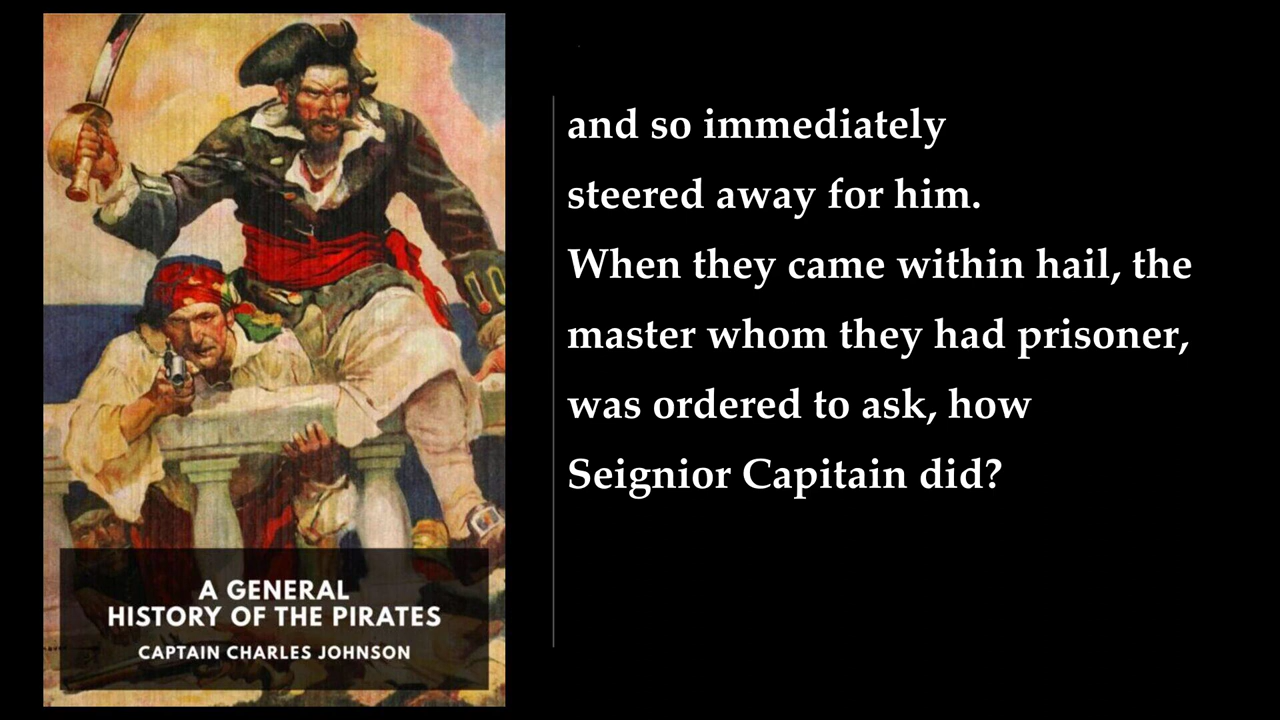 and so immediately
steered away for him.
When they came within hail, the
master whom they had prisoner,
was ordered to ask, how
Seignior Capitain did?
A GENERAL
HISTORY OF THE PIRATES
CAPTAIN CHARLES JOHNSON